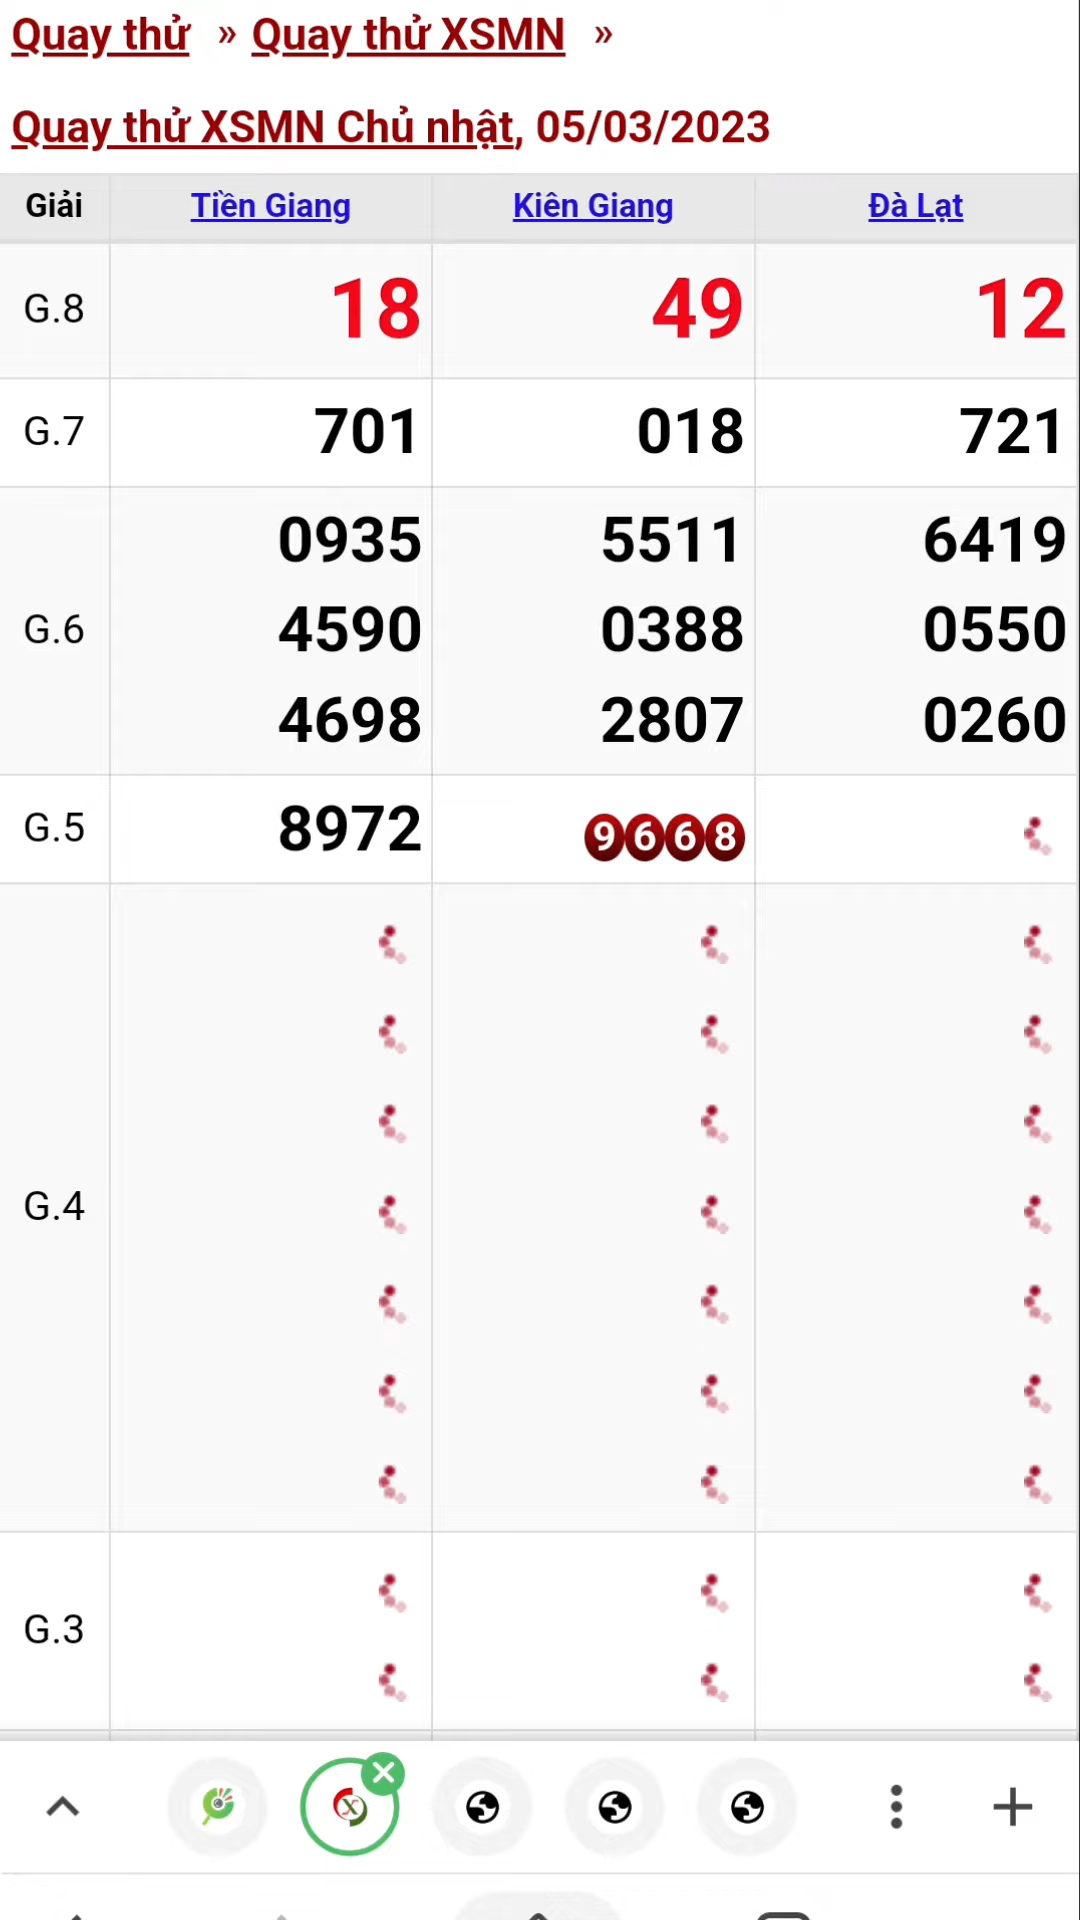 Quay thử » Quay thử XSMN »
Quay thử XSMN Chủ nhật, 05/03/2023
Giải Tiền Giang Kiên Giang Đà Lạt
G.8 18 49 12
G.7 701 018 721
0935 5511 6419
G.6 4590 0388 0550
4698 2807 0260
G.5 8972 9668
G.4
G.3